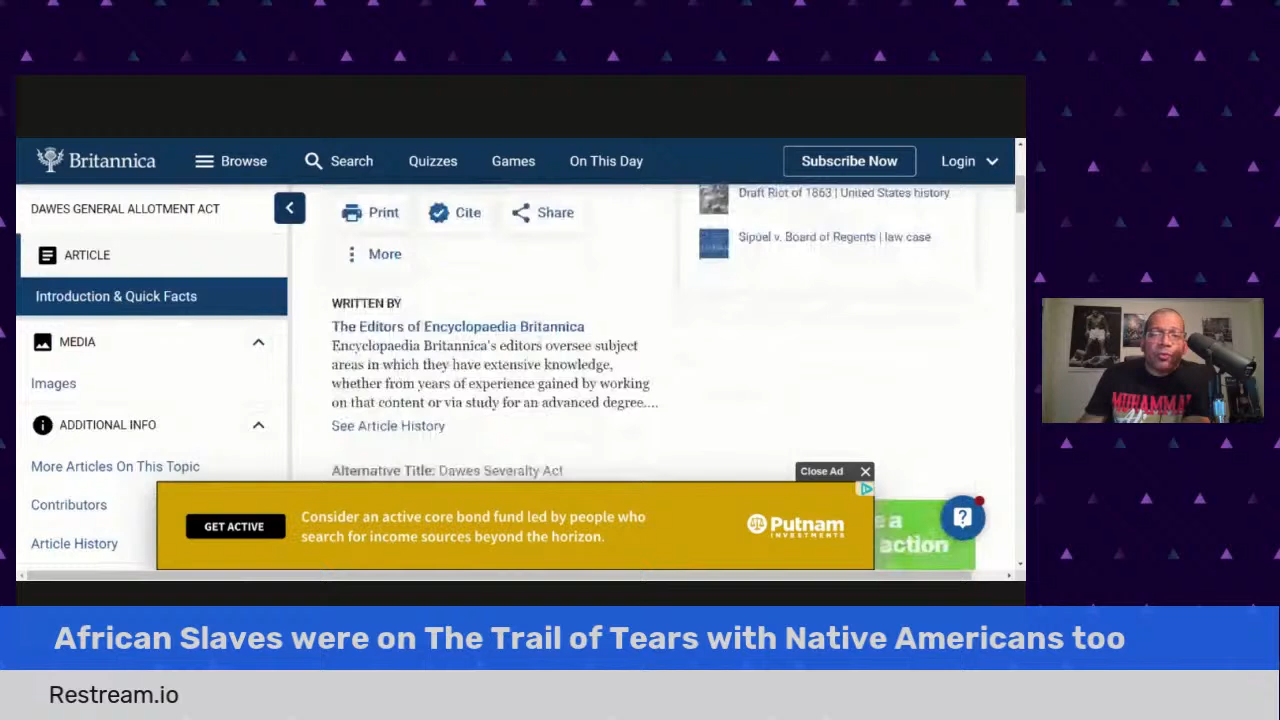 Britannica
Browse
Search
Quizzes
Games
On This Day
Subscribe Now
Login
DAWES GENERAL ALLOTMENT ACT
ARTICLE
Introduction & Quick Facts
MEDIA
Images
ADDITIONAL INFO
More Articles On This Topic
Contributors
Article History
Print
Cite
Share
More
WRITTEN BY
The Editors of Encyclopaedia Britannica
Encyclopaedia Britannica's editors oversee subject
areas in which they have extensive knowledge,
whether from years of experience gained by working
on that content or via study for an advanced degree....
See Article History
Alternative Title: Dawes Severalty Act
Draft Riot of 1863 | United States history
Sipuel v. Board of Regents | law case
Close Ad
GET ACTIVE
Consider an active core bond fund led by people who
search for income sources beyond the horizon.
Putnam
INVESTMENTS
e a
action
MUHAMMA
African Slaves were on The Trail of Tears with Native Americans too
Restream.io